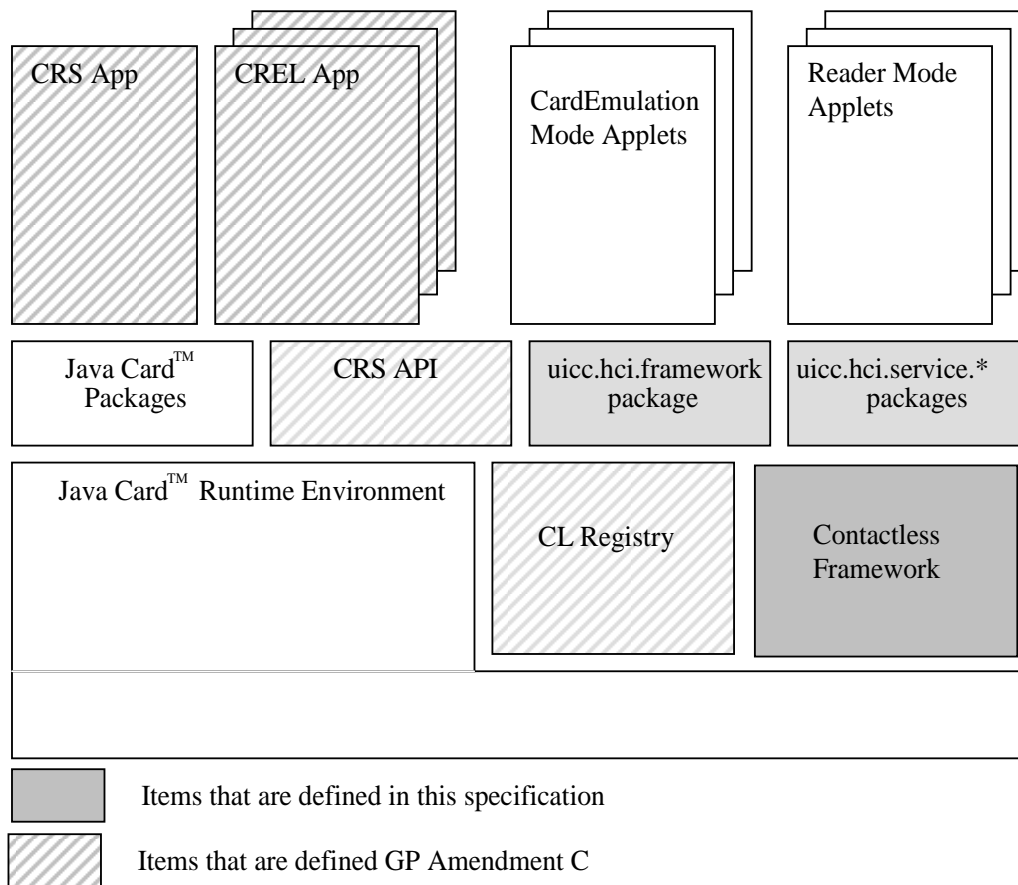 CRS App
CREL App
CardEmulation
Mode Applets
Reader Mode
Applets
Java Card™
Packages
CRS API
uicc.hci.framework
package
uicc.hci.service.*
packages
Java Card™ Runtime Environment
CL Registry
Contactless
Framework
Items that are defined in this specification
Items that are defined GP Amendment C